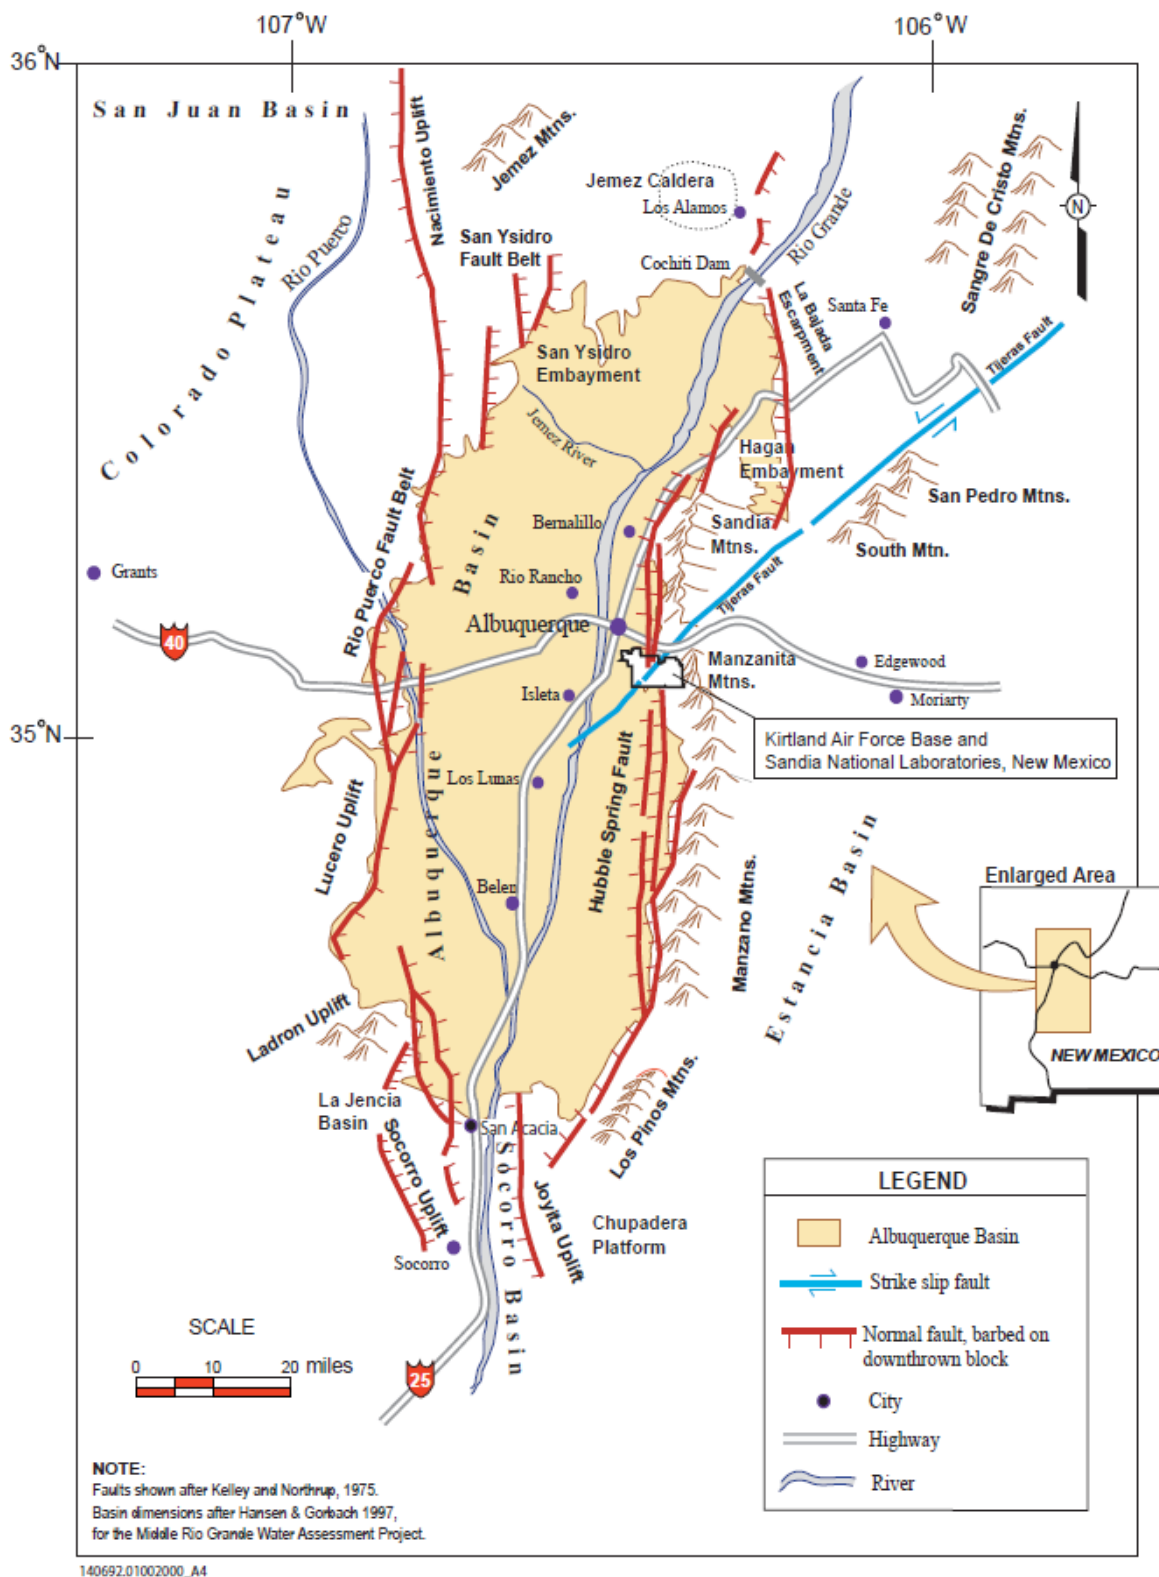 107°W
106°W
36°N
San Juan Basin
Nacimiento Uplift
Jemez Mtns.
Jemez Caldera
Los Alamos
Sangre De Cristo Mtns.
N
Colorado Plateau
Rio Puerco
San Ysidro
Fault Belt
Cochiti Dam
Rio Grande
La Bajada
Escarpment
Santa Fe
Tijeras Fault
San Ysidro
Embayment
Jemez River
Hagan
Embayment
San Pedro Mtns.
Rio Puerco Fault Belt
Basin
Bernalillo
Sandia
Mtns.
South Mtn.
Grants
Rio Rancho
Tijeras Fault
Albuquerque
40
Manzanita
Mtns.
Edgewood
Isleta
Moriarty
35°N
Kirtland Air Force Base and
Sandia National Laboratories, New Mexico
Los Lunas
Hubble Spring Fault
Lucero Uplift
Albuquerque
Belen
Manzano Mtns.
Estancia Basin
Enlarged Area
NEW MEXICO
Ladron Uplift
La Jencia
Basin
San Acacia
Los Pinos Mtns.
Socorro Uplift
Socorro Basin
Joyita Uplift
Chupadera
Platform
Socorro
LEGEND
Albuquerque Basin
Strike slip fault
Normal fault, barbed on
downthrown block
City
Highway
River
SCALE
0 10 20 miles
25
NOTE:
Faults shown after Kelley and Northrup, 1975.
Basin dimensions after Hansen & Gorbach 1997,
for the Middle Rio Grande Water Assessment Project.
140692.01002000_A4